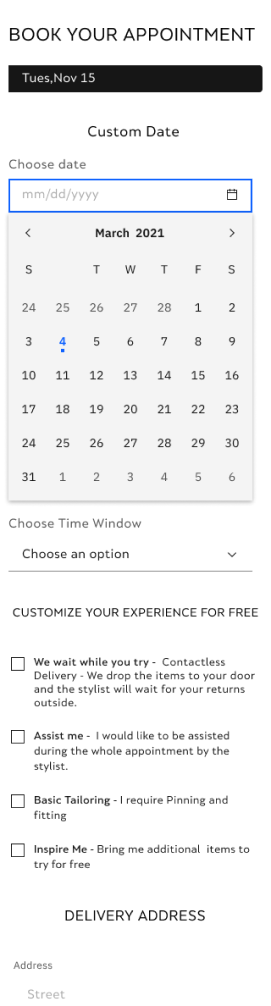 BOOK YOUR APPOINTMENT
Tues,Nov 15
Custom Date
Choose date
mm/dd/yyyy
March 2021
S T W T F S
24 25 26 27 28 1 2
3 4 5 6 7 8 9
10 11 12 13 14 15 16
17 18 19 20 21 22 23
24 25 26 27 28 29 30
31 1 2 3 4 5 6
Choose Time Window
Choose an option
CUSTOMIZE YOUR EXPERIENCE FOR FREE
We wait while you try - Contactless
Delivery - We drop the items to your door
and the stylist will wait for your returns
outside.
Assist me - I would like to be assisted
during the whole appointment by the
stylist.
Basic Tailoring - I require Pinning and
fitting
Inspire Me - Bring me additional items to
try for free
DELIVERY ADDRESS
Address
Street